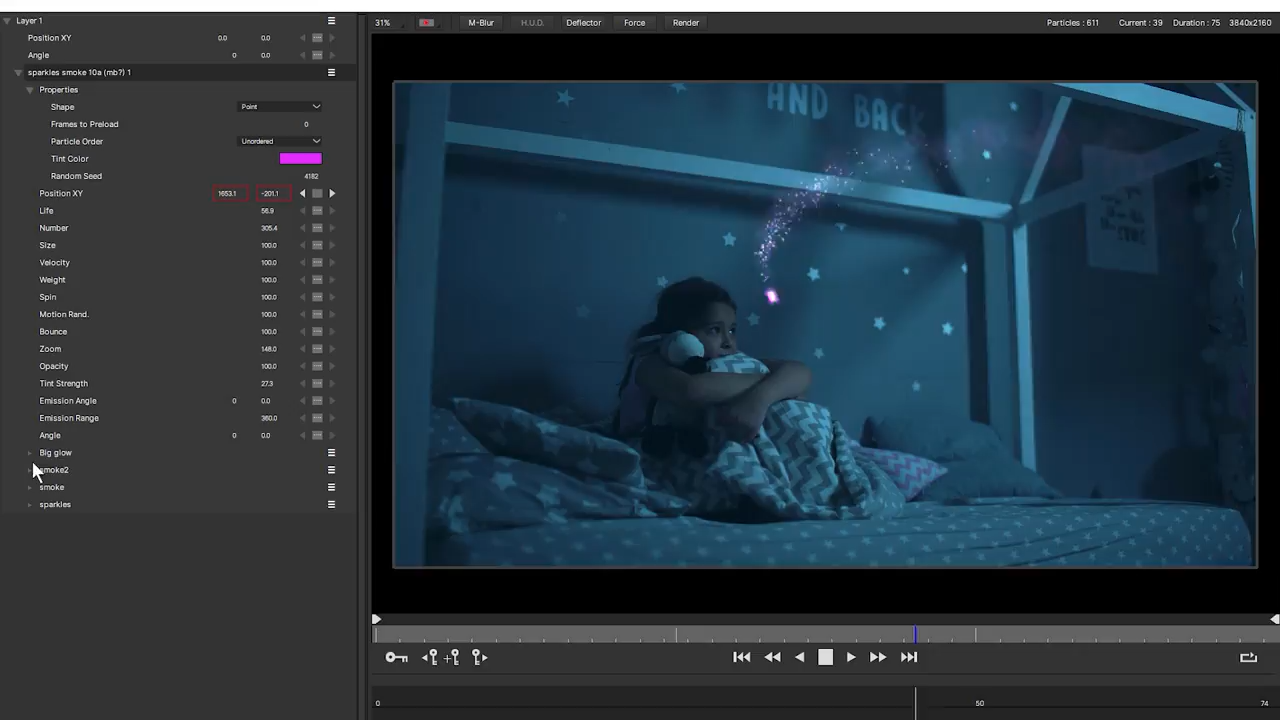 31% M-Blur H.U.D. Deflector Force Render Particles : 611 Current : 39 Duration : 75 3840x2160
Layer 1
Position XY 0.0 0.0
Angle 0 0.0
sparkles smoke 10a (mb?) 1
Properties
Shape Point
Frames to Preload 0
Particle Order Unordered
Tint Color
Random Seed 4182
Position XY 1653.1 -201.1
Life 56.9
Number 305.4
Size 100.0
Velocity 100.0
Weight 100.0
Spin 100.0
Motion Rand. 100.0
Bounce 100.0
Zoom 148.0
Opacity 100.0
Tint Strength 27.3
Emission Angle 0 0.0
Emission Range 360.0
Angle 0 0.0
Big glow
smoke2
smoke
sparkles
AND BACK
0 50 74